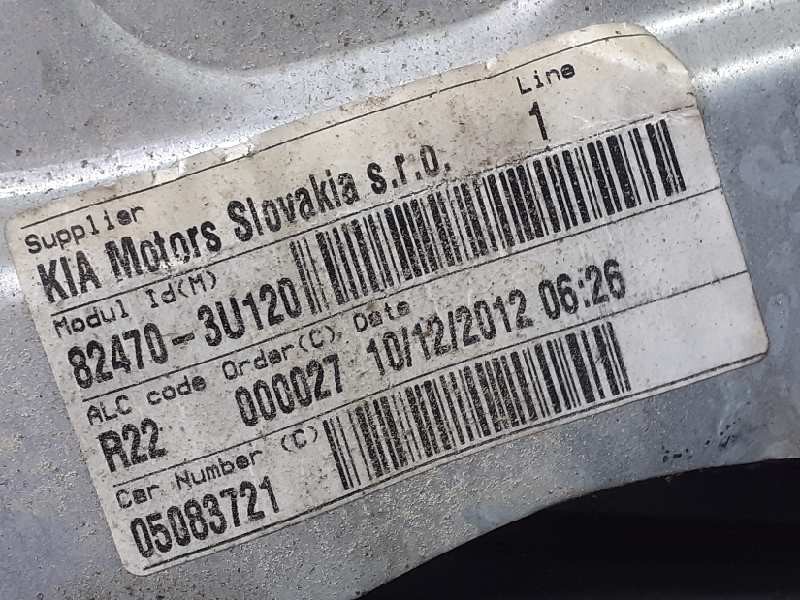 Supplier Line
KIA Motors Slovakia s.r.o. 1
Modul Id(M)
82470-3U120
ALC code Order(C) Date
R22 000027 10/12/2012 06:26
Car Number (C)
05083721